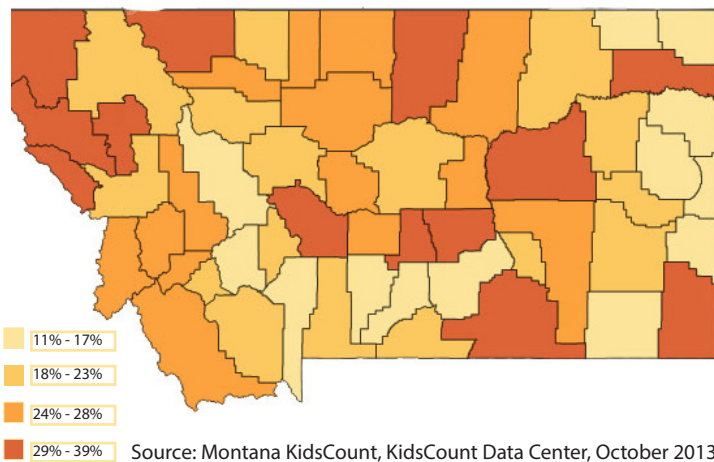 11% - 17%
18% - 23%
24% - 28%
29% - 39%
Source: Montana KidsCount, KidsCount Data Center, October 2013